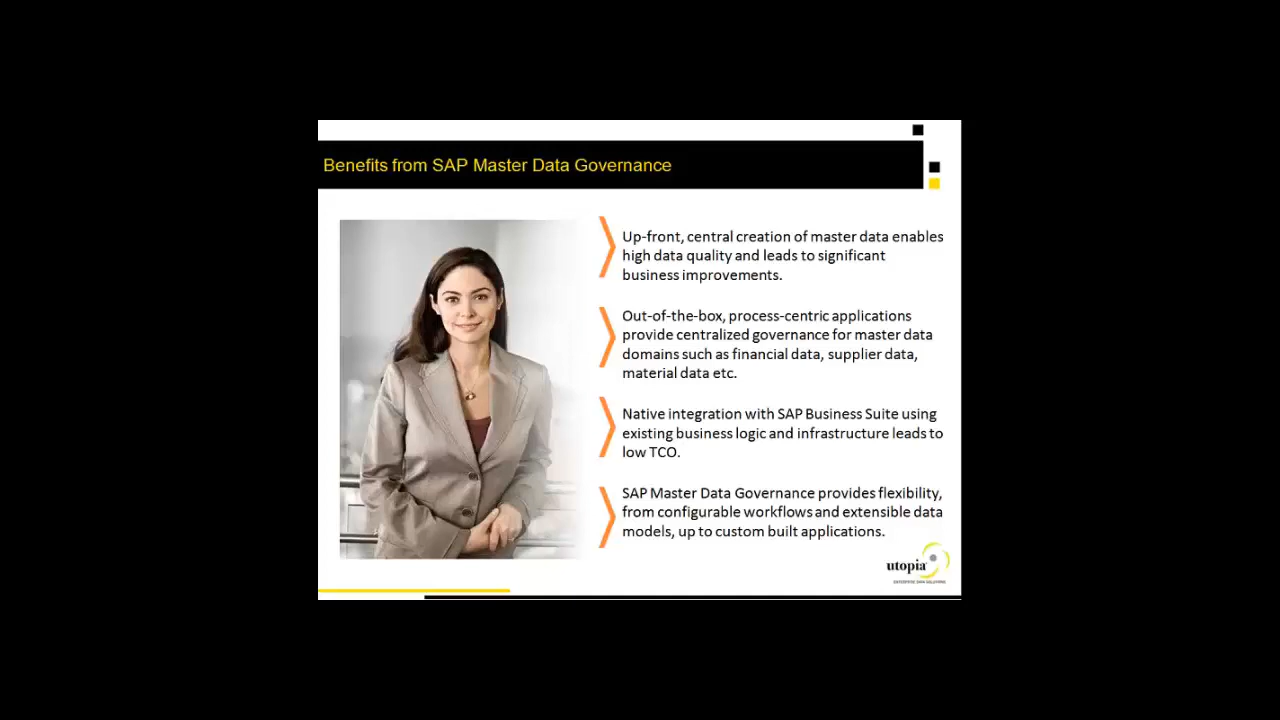 Benefits from SAP Master Data Governance
Up-front, central creation of master data enables
high data quality and leads to significant
business improvements.
Out-of-the-box, process-centric applications
provide centralized governance for master data
domains such as financial data, supplier data,
material data etc.
Native integration with SAP Business Suite using
existing business logic and infrastructure leads to
low TCO.
SAP Master Data Governance provides flexibility,
from configurable workflows and extensible data
models, up to custom built applications.
utopia
ENTERPRISE DATA SOLUTIONS